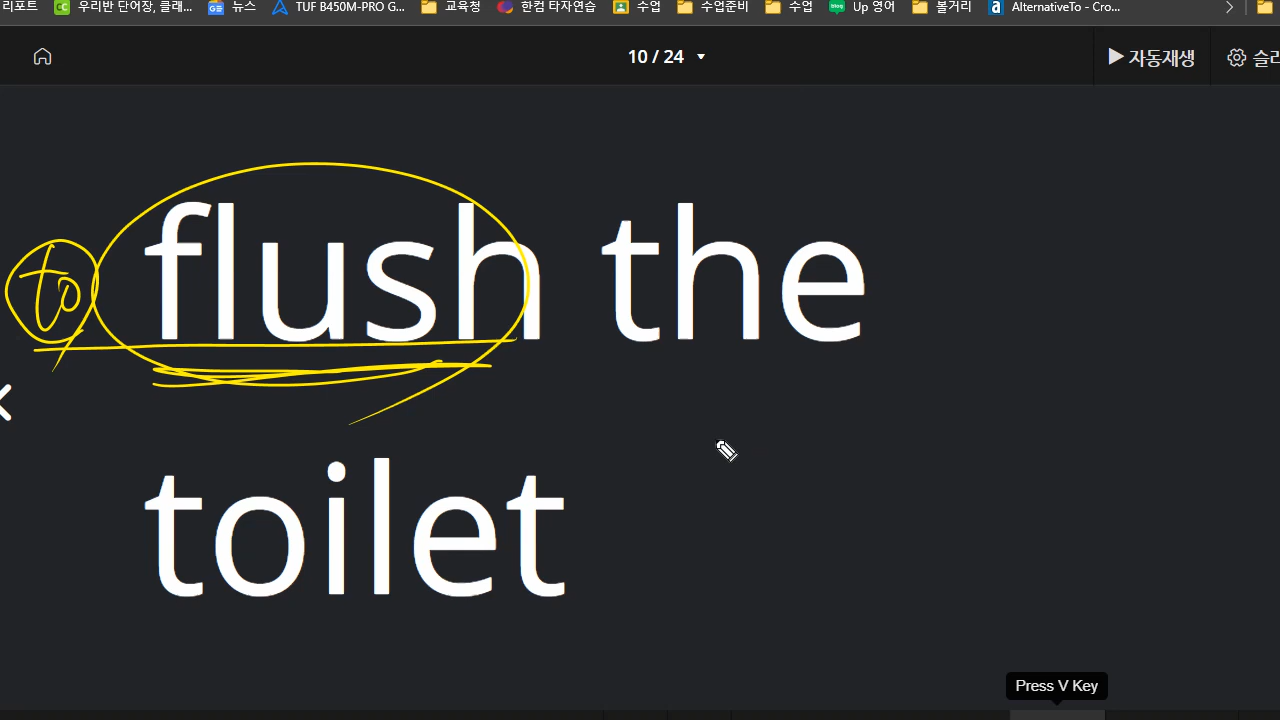 리포트 우리반 단어장, 클래... 뉴스 TUF B450M-PRO G... 교육청 한컴 타자연습 수업 수업준비 수업 Up 영어 볼거리 AlternativeTo - Cro...
10 / 24 자동재생 슬라
to flush the
toilet
Press V Key